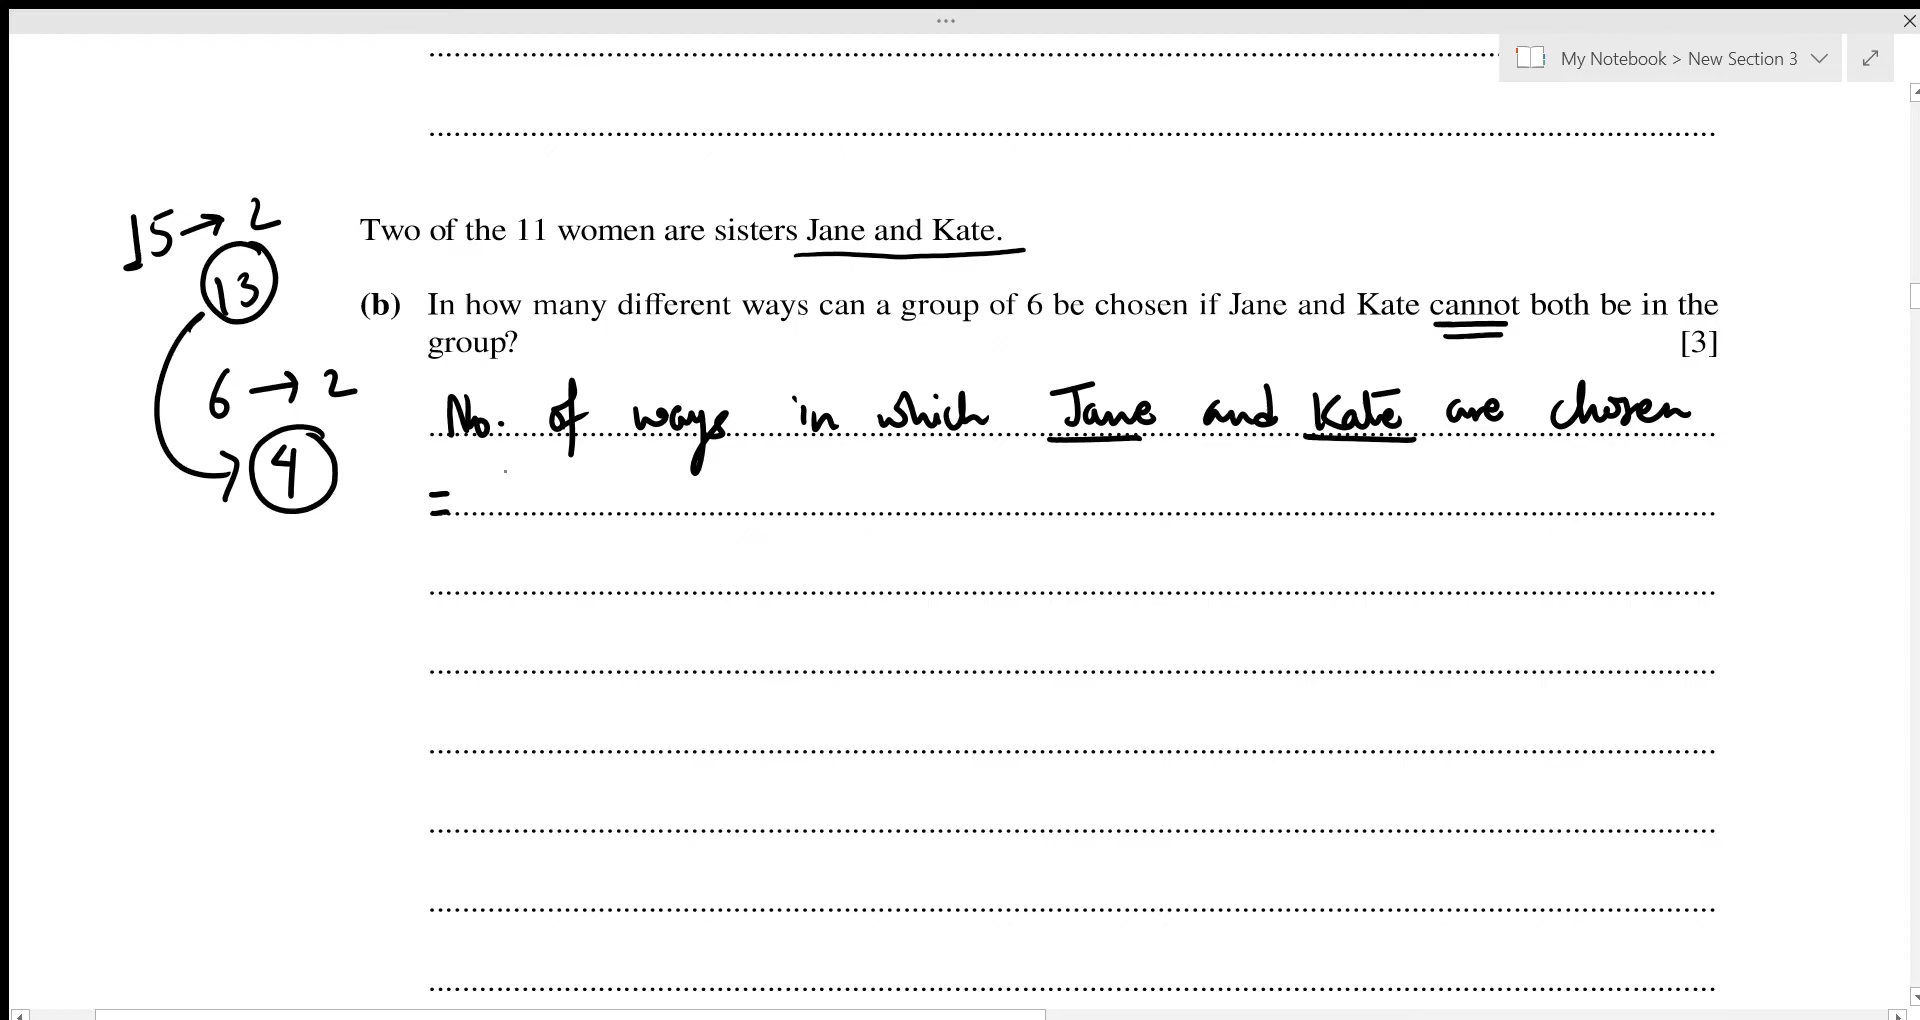 My Notebook > New Section 3
15 → 2
13
Two of the 11 women are sisters Jane and Kate.
(b) In how many different ways can a group of 6 be chosen if Jane and Kate cannot both be in the
group? [3]
6 → 2
4
No. of ways in which Jane and Kate are chosen
=